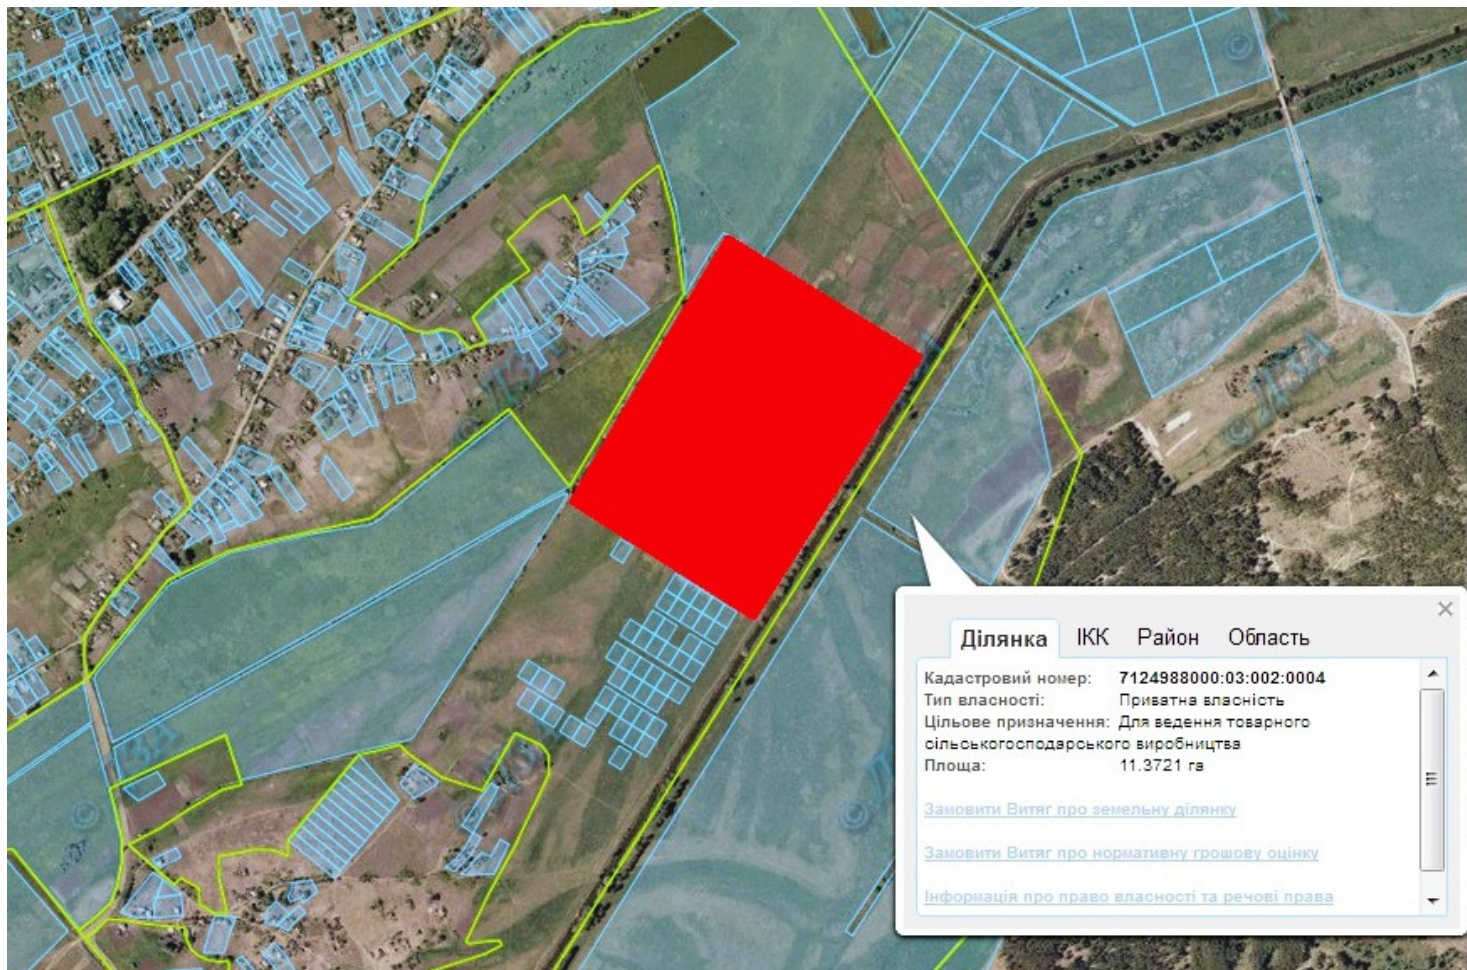 Ділянка ІКК Район Область
Кадастровий номер: 7124988000:03:002:0004
Тип власності: Приватна власність
Цільове призначення: Для ведення товарного
сільськогосподарського виробництва
Площа: 11.3721 га
Замовити Витяг про земельну ділянку
Замовити Витяг про нормативну грошову оцінку
Інформація про право власності та речові права